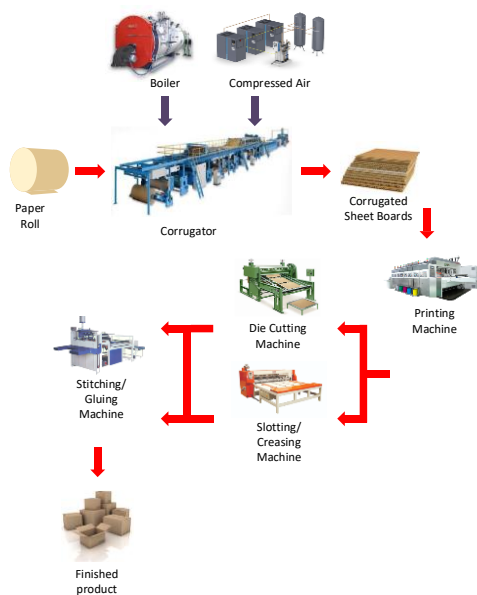 Boiler
Compressed Air
Paper
Roll
Corrugator
Corrugated
Sheet Boards
Printing
Machine
Die Cutting
Machine
Stitching/
Gluing
Machine
Slotting/
Creasing
Machine
Finished
product